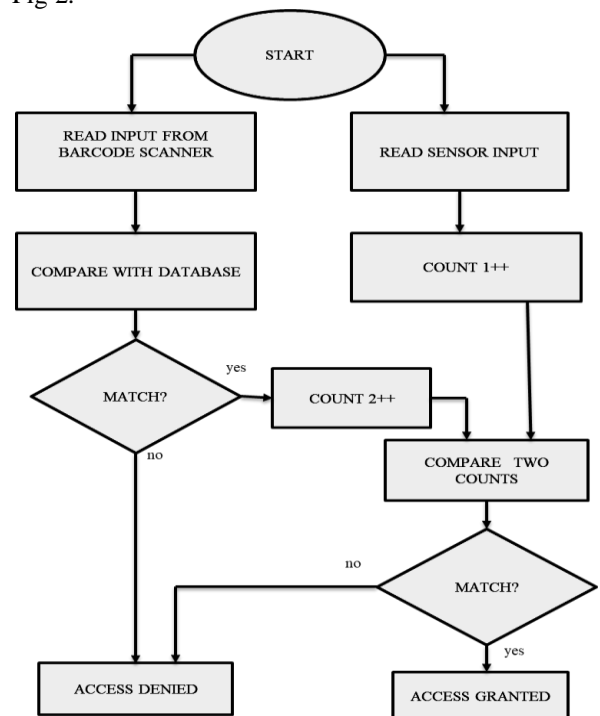 Fig 2.
START
READ INPUT FROM
BARCODE SCANNER
READ SENSOR INPUT
COMPARE WITH DATABASE
COUNT 1++
MATCH?
yes
COUNT 2++
no
COMPARE TWO
COUNTS
no
MATCH?
yes
ACCESS DENIED
ACCESS GRANTED